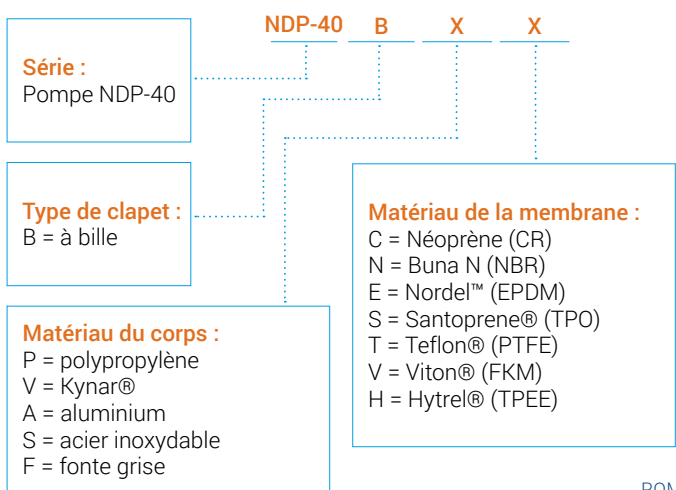 NDP-40 B X X
Série :
Pompe NDP-40
Type de clapet :
B = à bille
Matériau du corps :
P = polypropylène
V = Kynar®
A = aluminium
S = acier inoxydable
F = fonte grise
Matériau de la membrane :
C = Néoprène (CR)
N = Buna N (NBR)
E = Nordel™ (EPDM)
S = Santoprene® (TPO)
T = Teflon® (PTFE)
V = Viton® (FKM)
H = Hytrel® (TPEE)